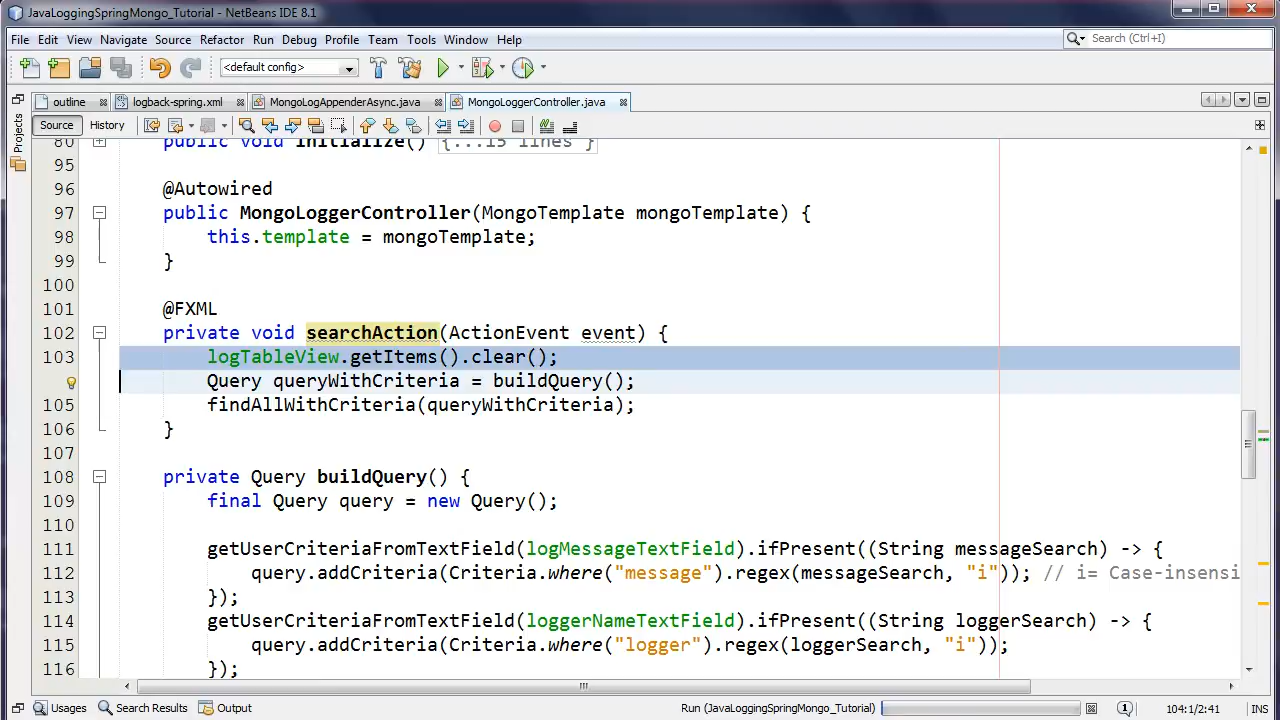 JavaLoggingSpringMongo_Tutorial - NetBeans IDE 8.1
File Edit View Navigate Source Refactor Run Debug Profile Team Tools Window Help
Search (Ctrl+I)
<default config>
outline logback-spring.xml MongoLogAppenderAsync.java MongoLoggerController.java
Projects
Source History
80 public void initialize() {...15 lines }
95
96 @Autowired
97 public MongoLoggerController(MongoTemplate mongoTemplate) {
98 this.template = mongoTemplate;
99 }
100
101 @FXML
102 private void searchAction(ActionEvent event) {
103 logTableView.getItems().clear();
Query queryWithCriteria = buildQuery();
105 findAllWithCriteria(queryWithCriteria);
106 }
107
108 private Query buildQuery() {
109 final Query query = new Query();
110
111 getUserCriteriaFromTextField(logMessageTextField).ifPresent((String messageSearch) -> {
112 query.addCriteria(Criteria.where("message").regex(messageSearch, "i")); // i= Case-insensi
113 });
114 getUserCriteriaFromTextField(loggerNameTextField).ifPresent((String loggerSearch) -> {
115 query.addCriteria(Criteria.where("logger").regex(loggerSearch, "i"));
116 });
Usages Search Results Output Run (JavaLoggingSpringMongo_Tutorial) 1 104:1/2:41 INS